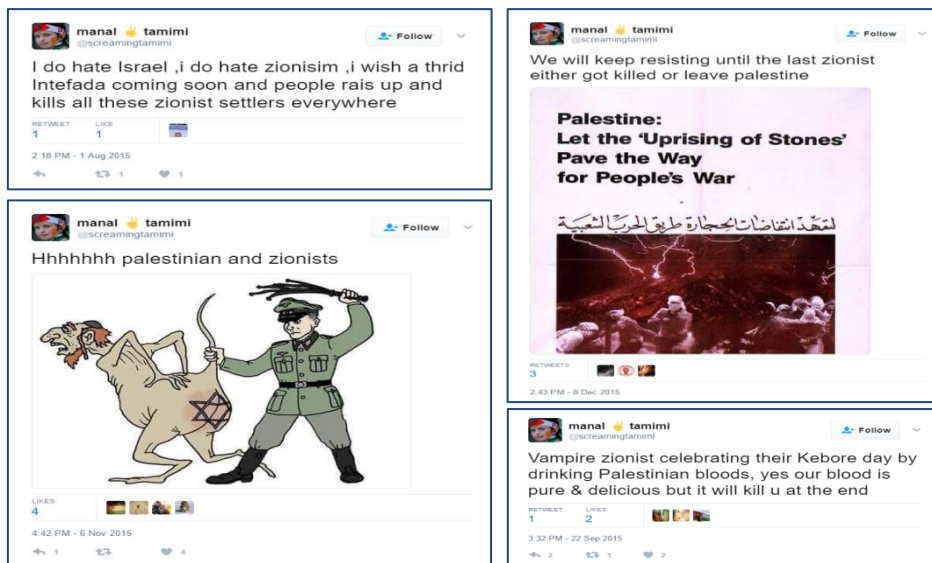 manal ✌ tamimi
@screamingtamimi
Follow
I do hate Israel ,i do hate zionisim ,i wish a thrid
Intefada coming soon and people rais up and
kills all these zionist settlers everywhere
RETWEET LIKE
1 1
2:18 PM - 1 Aug 2015
1 1
manal ✌ tamimi
@screamingtamimi
Follow
Hhhhhhh palestinian and zionists
LIKES
4
4:42 PM - 6 Nov 2015
1 4
manal ✌ tamimi
@screamingtamimi
Follow
We will keep resisting until the last zionist
either got killed or leave palestine
Palestine:
Let the ‘Uprising of Stones’
Pave the Way
for People's War
لتمهّد انتفاضات الحجارة طريق الحرب الشعبية
RETWEETS
3
2:43 PM - 8 Dec 2015
manal ✌ tamimi
@screamingtamimi
Follow
Vampire zionist celebrating their Kebore day by
drinking Palestinian bloods, yes our blood is
pure & delicious but it will kill u at the end
RETWEET LIKES
1 2
3:32 PM - 22 Sep 2015
2 1 2